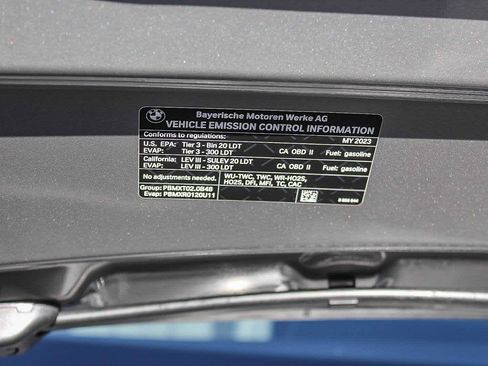 BMW
Bayerische Motoren Werke AG
VEHICLE EMISSION CONTROL INFORMATION
Conforms to regulations: MY 2023
U.S. EPA: Tier 3 - Bin 20 LDT CA OBD II Fuel: gasoline
EVAP: Tier 3 - 300 LDT
California: LEV III - SULEV 20 LDT CA OBD II Fuel: gasoline
EVAP: LEV III - 300 LDT
No adjustments needed. WU-TWC, TWC, WR-HO2S,
HO2S, DFI, MFI, TC, CAC
Group: PBMXT02.0B4B
Evap: PBMXR0120U11